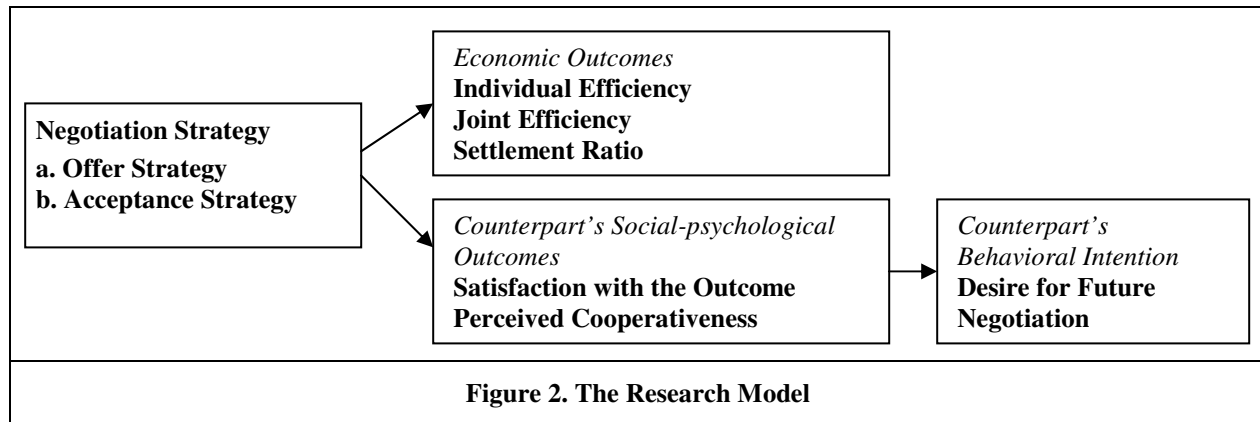 Negotiation Strategy
a. Offer Strategy
b. Acceptance Strategy
Economic Outcomes
Individual Efficiency
Joint Efficiency
Settlement Ratio
Counterpart's Social-psychological
Outcomes
Satisfaction with the Outcome
Perceived Cooperativeness
Counterpart's
Behavioral Intention
Desire for Future
Negotiation
Figure 2. The Research Model